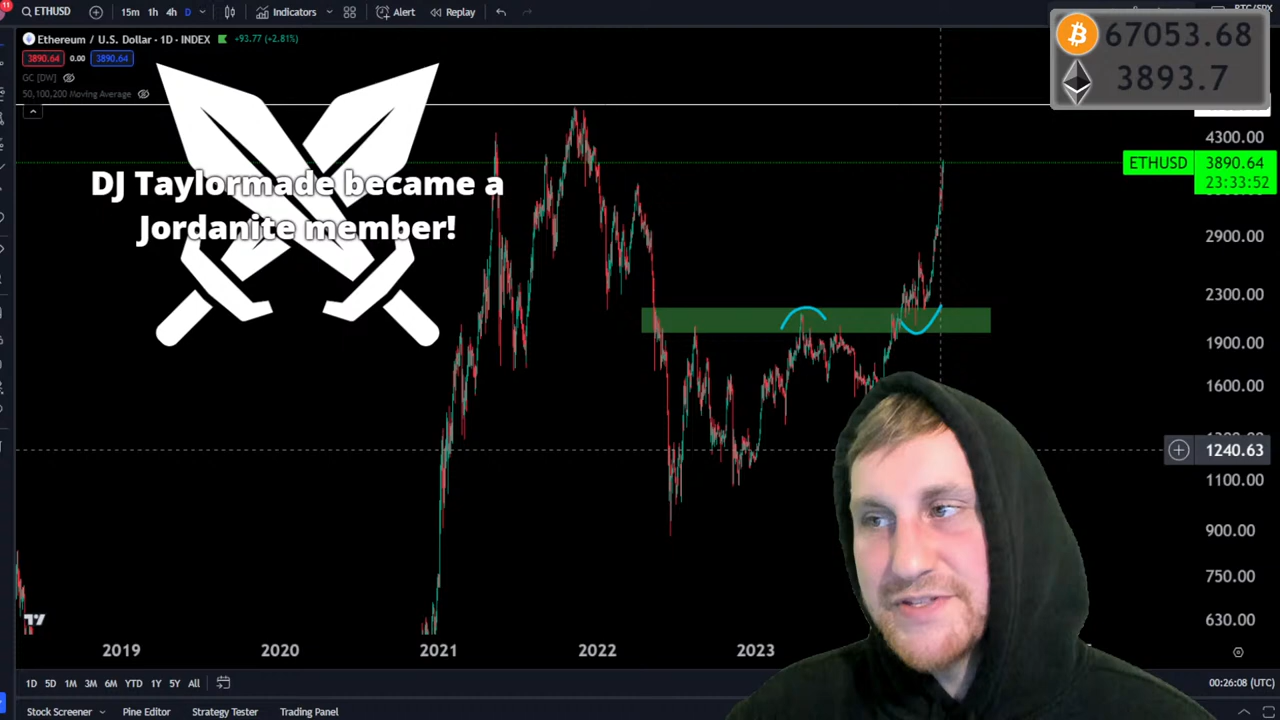 11
ETHUSD
15m
1h
4h
D
Indicators
Alert
Replay
BTC/SPX
Ethereum / U.S. Dollar · 1D · INDEX
+93.77 (+2.81%)
3890.64
0.00
3890.64
GC [DW]
50,100,200 Moving Average
67053.68
3893.7
DJ Taylormade became a
Jordanite member!
4300.00
ETHUSD
3890.64
23:33:52
2900.00
2300.00
1900.00
1600.00
1240.63
1100.00
900.00
750.00
630.00
2019
2020
2021
2022
2023
1D
5D
1M
3M
6M
YTD
1Y
5Y
All
00:26:08 (UTC)
Stock Screener
Pine Editor
Strategy Tester
Trading Panel